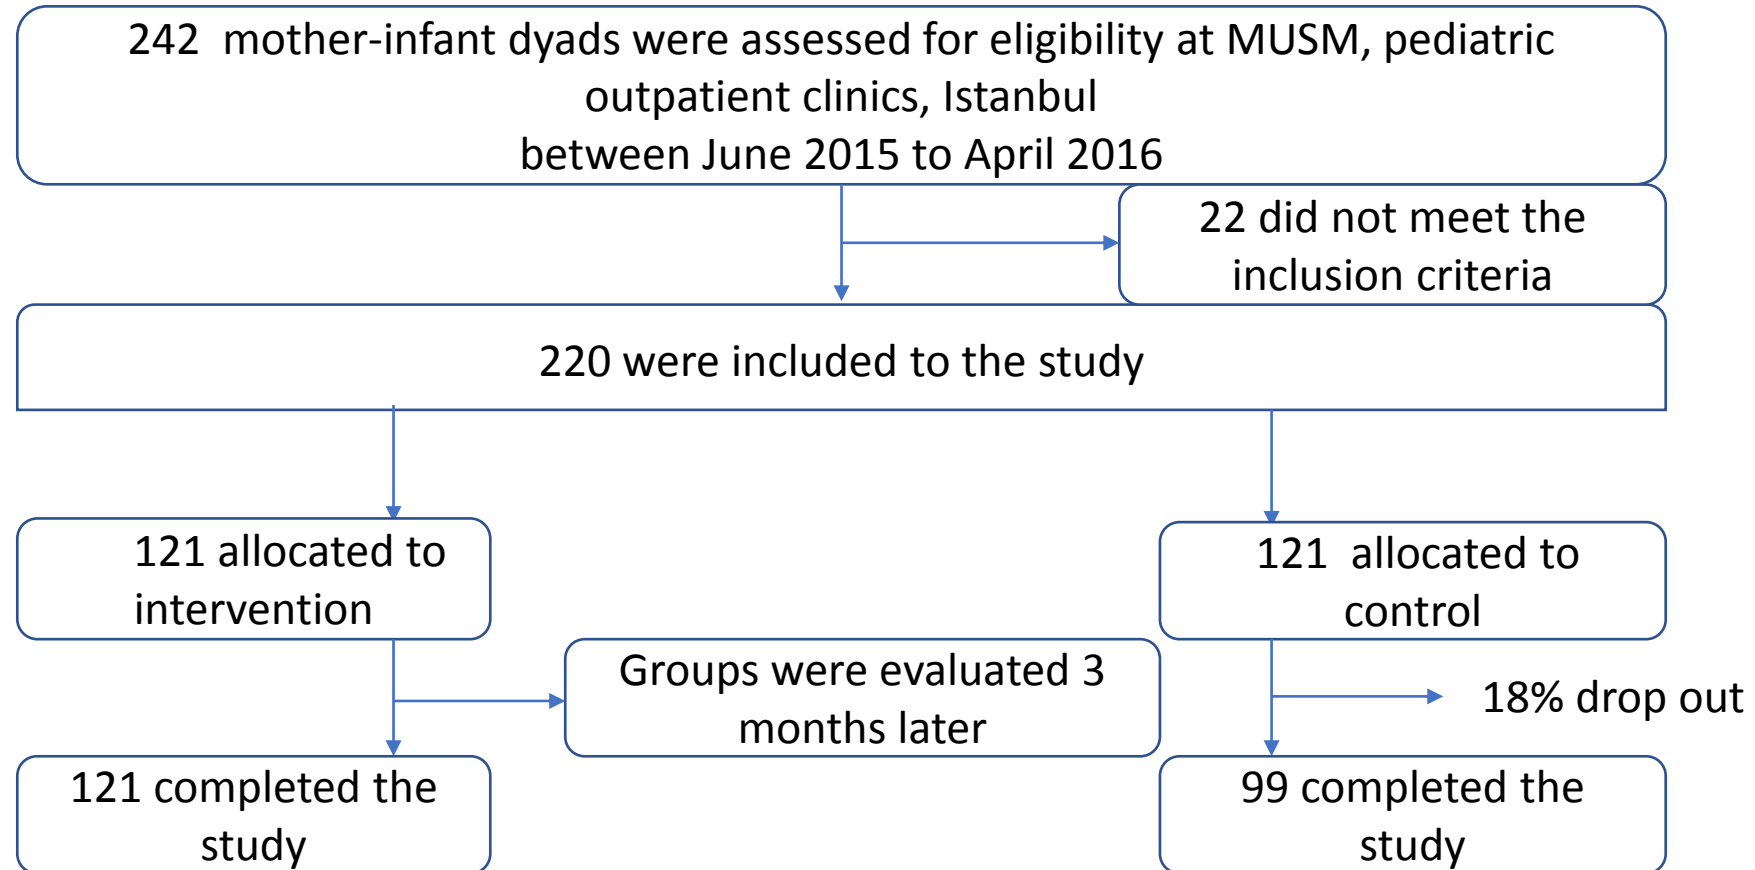 242 mother-infant dyads were assessed for eligibility at MUSM, pediatric
outpatient clinics, Istanbul
between June 2015 to April 2016
22 did not meet the
inclusion criteria
220 were included to the study
121 allocated to
intervention
121 allocated to
control
Groups were evaluated 3
months later
18% drop out
121 completed the
study
99 completed the
study